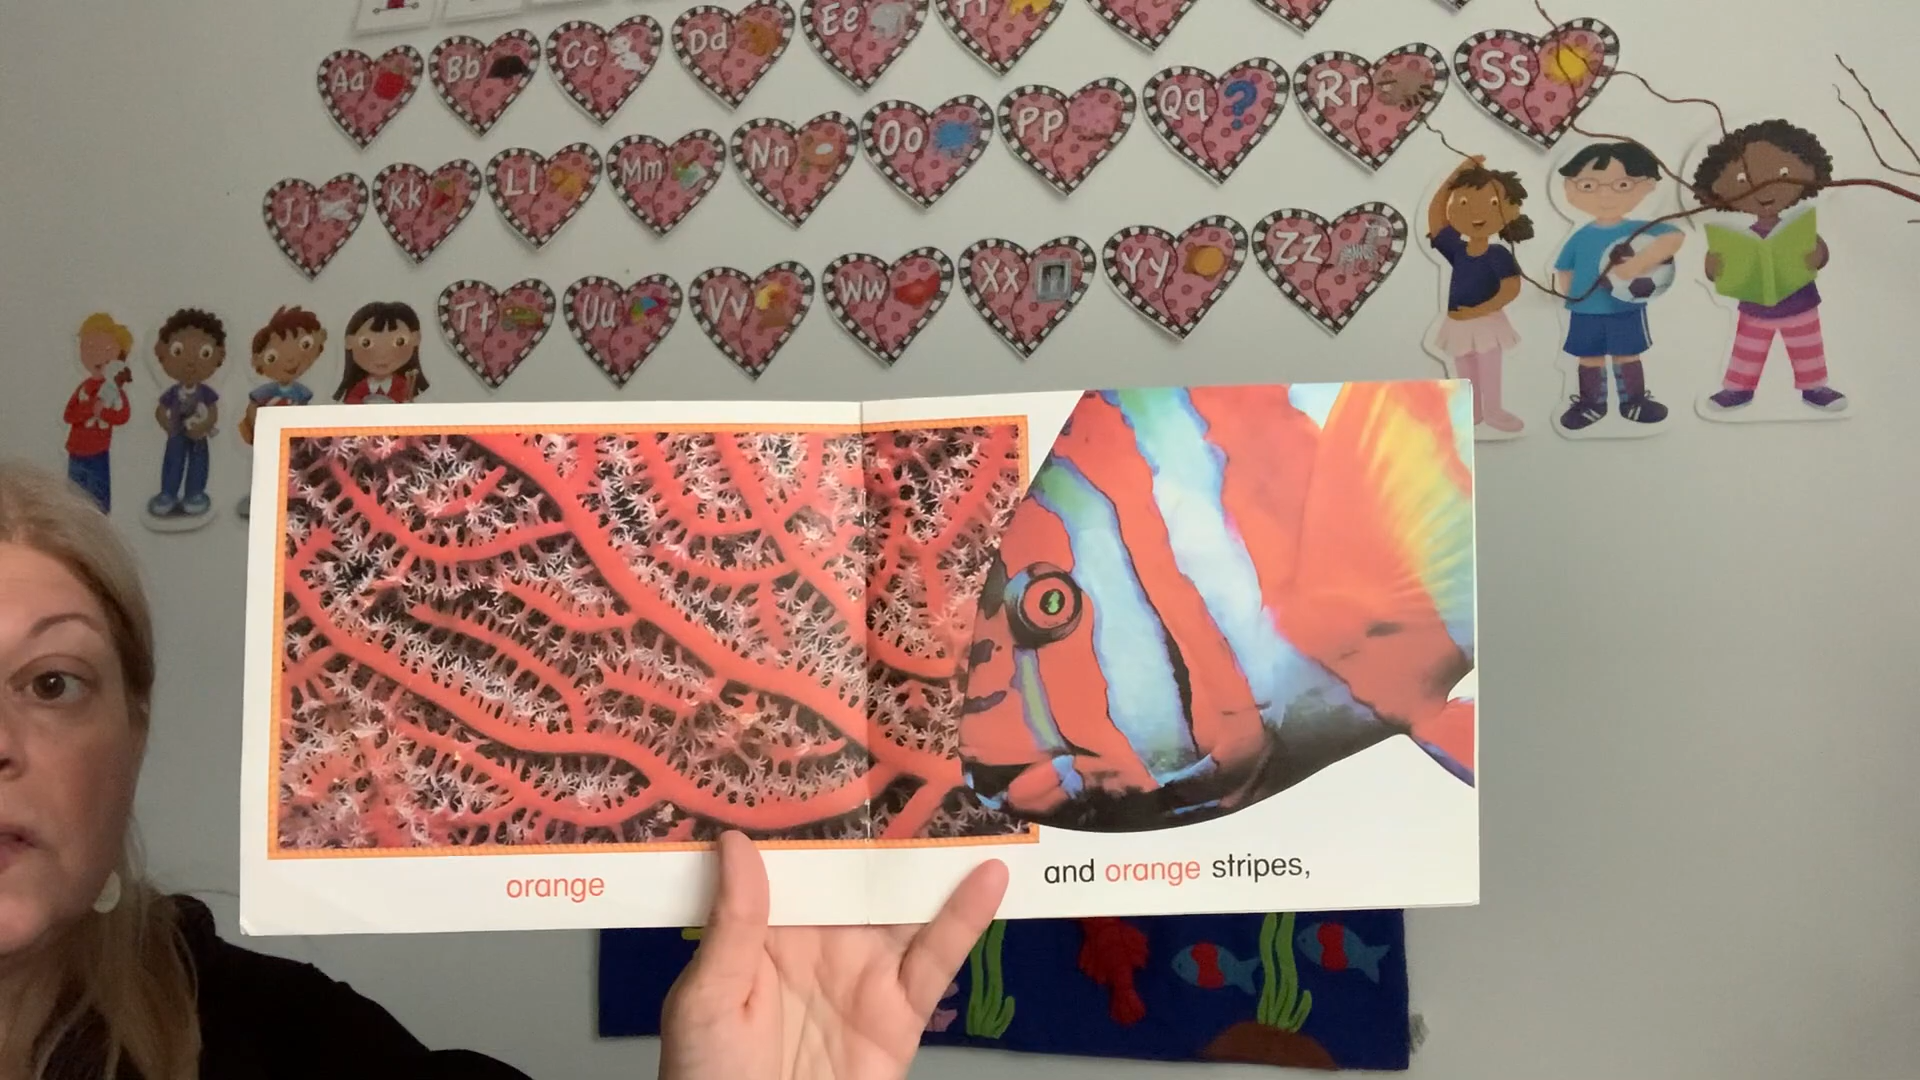 Aa Bb Cc Dd Ee
Jj Kk Ll Mm Nn Oo Pp Qq Rr Ss
Tt Uu Vv Ww Xx Yy Zz
orange
and orange stripes,